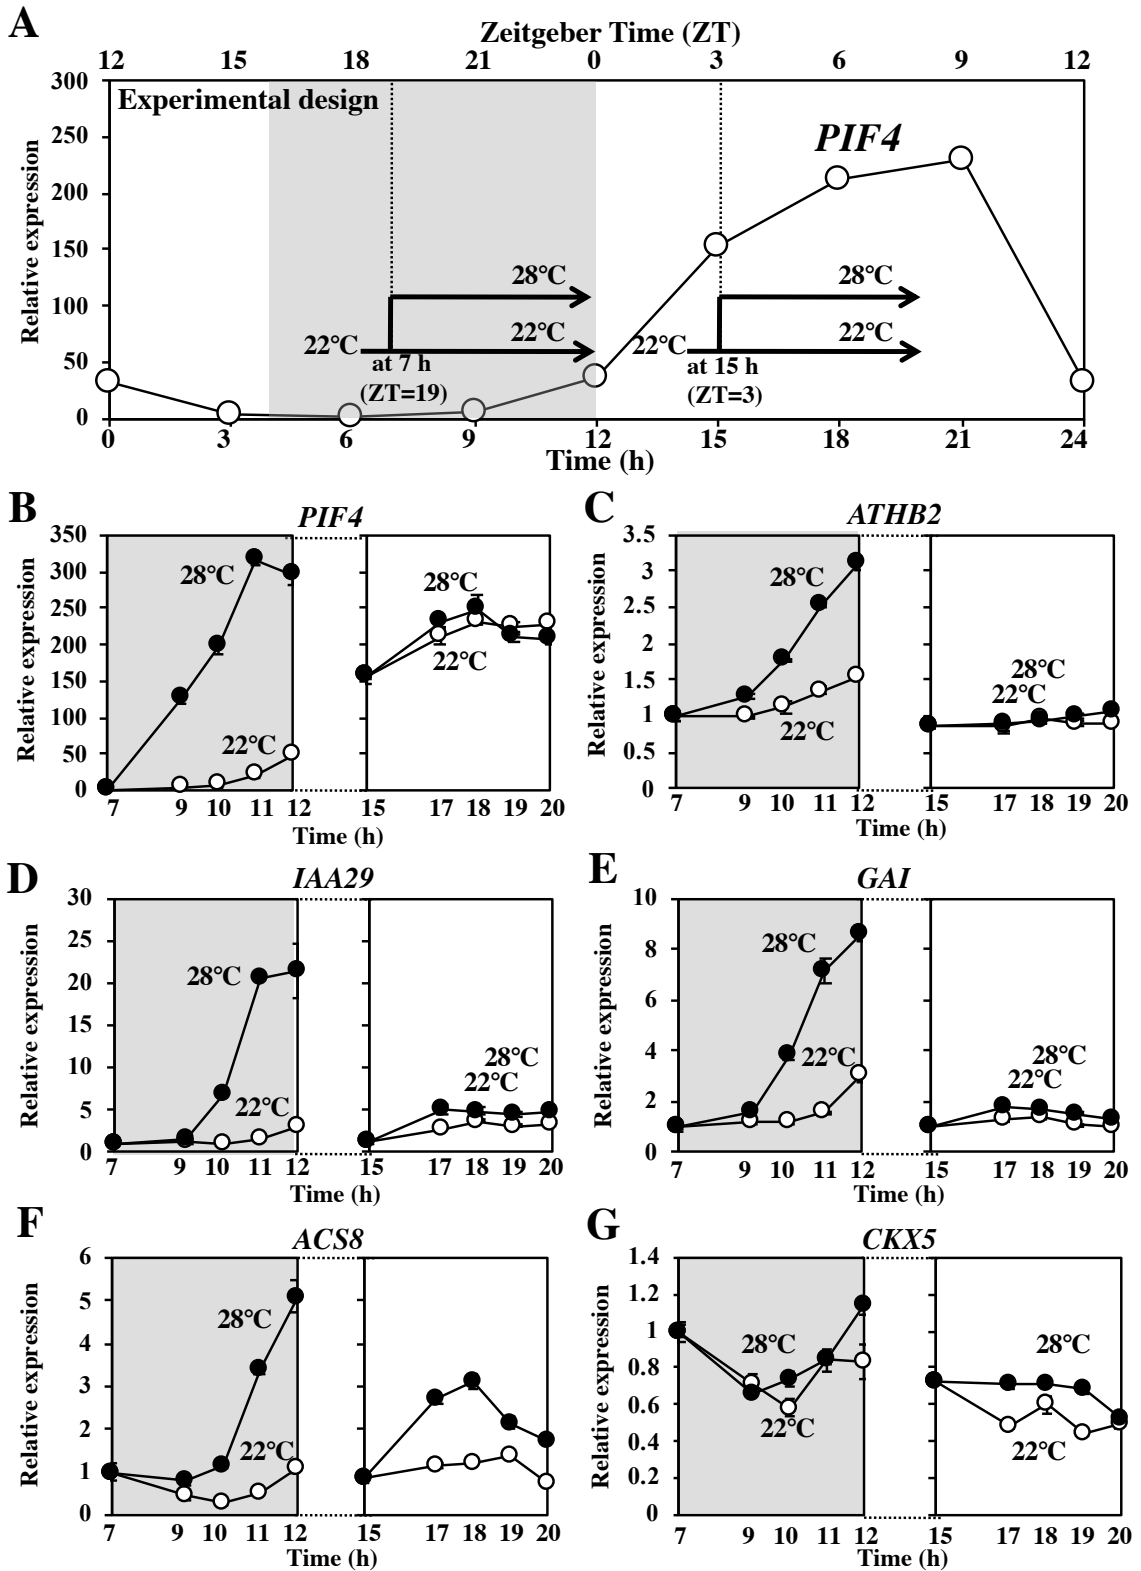 A
Zeitgeber Time (ZT)
12 15 18 21 0 3 6 9 12
Experimental design
PIF4
Relative expression
300
250
200
150
100
50
0
28°C
28°C
22°C
22°C
22°C
22°C
at 7 h
(ZT=19)
at 15 h
(ZT=3)
0 3 6 9 12 15 18 21 24
Time (h)
B
PIF4
Relative expression
350
300
250
200
150
100
50
0
28°C
22°C
28°C
22°C
7 9 10 11 12 15 17 18 19 20
Time (h)
C
ATHB2
Relative expression
3.5
3
2.5
2
1.5
1
0.5
0
28°C
22°C
28°C
22°C
7 9 10 11 12 15 17 18 19 20
Time (h)
D
IAA29
Relative expression
30
25
20
15
10
5
0
28°C
22°C
28°C
22°C
7 9 10 11 12 15 17 18 19 20
Time (h)
E
GAI
Relative expression
10
8
6
4
2
0
28°C
22°C
28°C
22°C
7 9 10 11 12 15 17 18 19 20
Time (h)
F
ACS8
Relative expression
6
5
4
3
2
1
0
28°C
22°C
7 9 10 11 12 15 17 18 19 20
Time (h)
G
CKX5
Relative expression
1.4
1.2
1
0.8
0.6
0.4
0.2
0
28°C
22°C
28°C
22°C
7 9 10 11 12 15 17 18 19 20
Time (h)